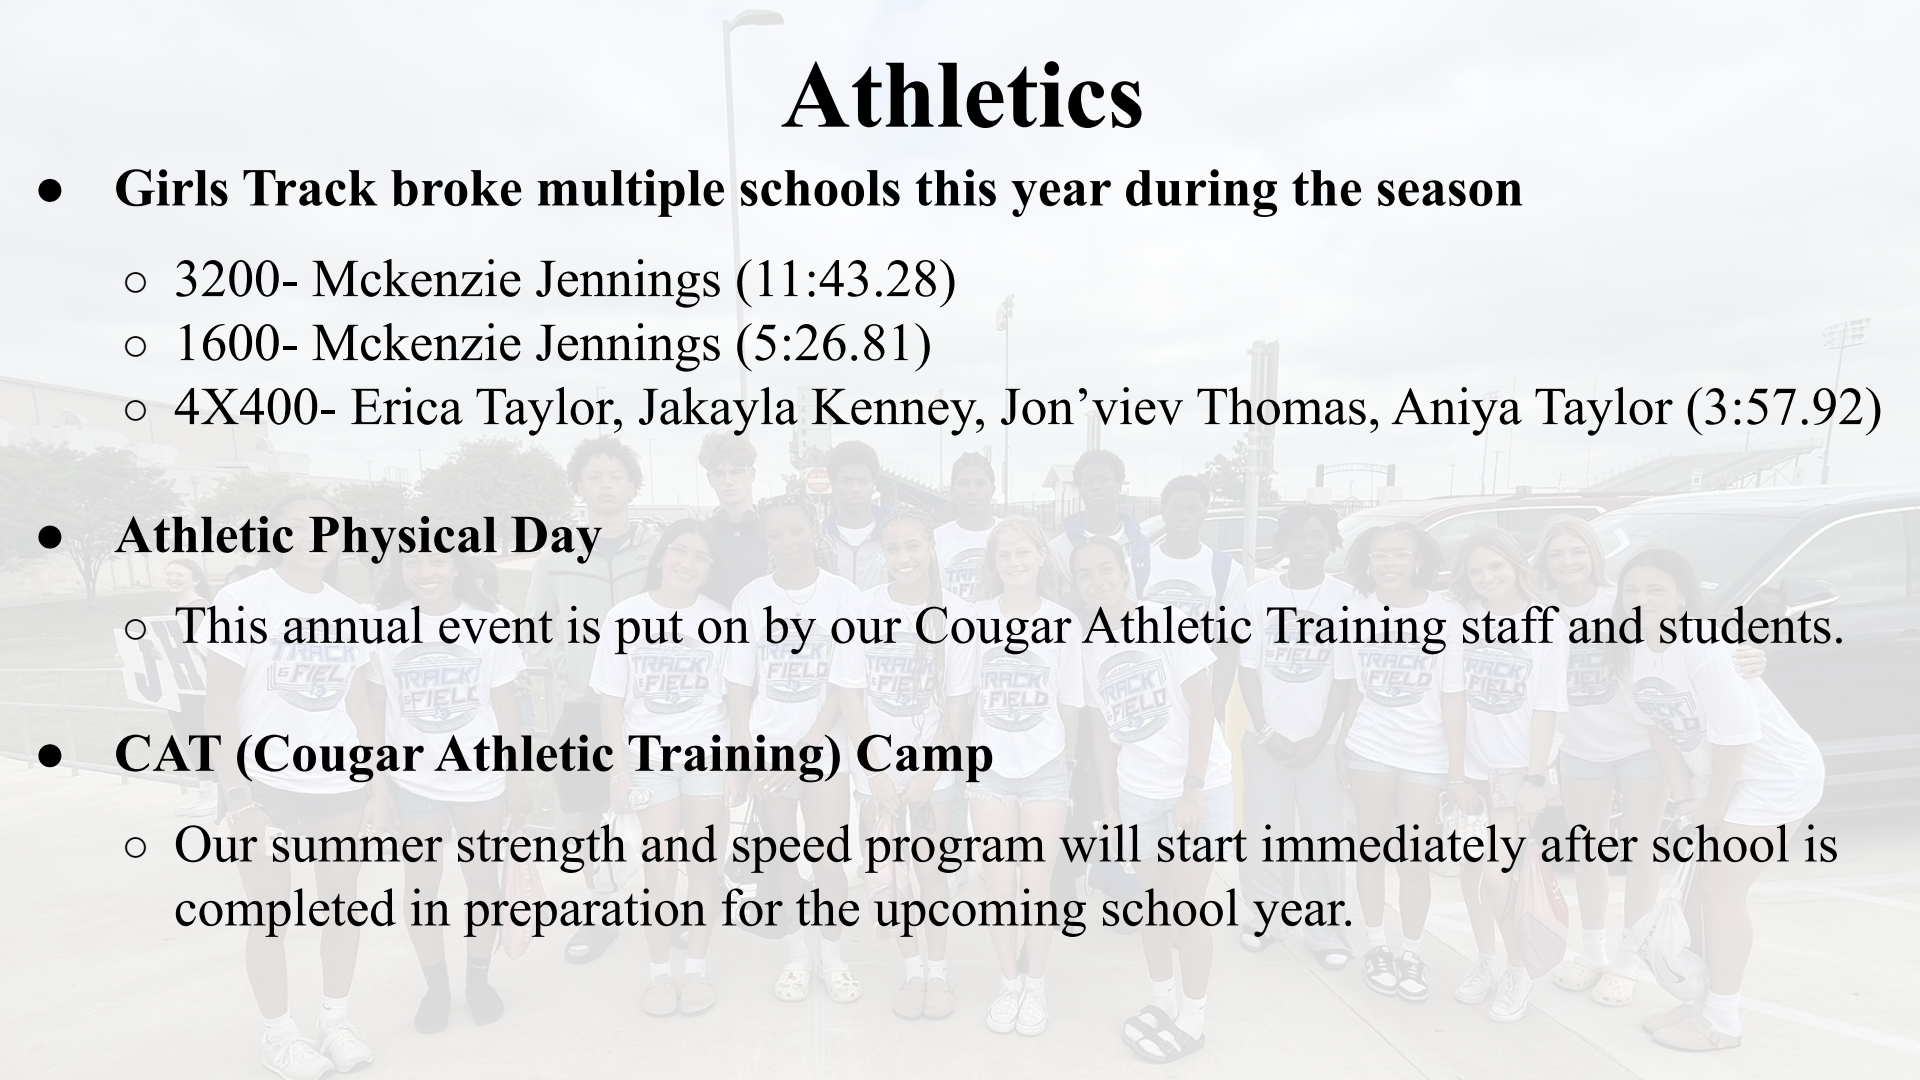 Athletics
● Girls Track broke multiple schools this year during the season
○ 3200- Mckenzie Jennings (11:43.28)
○ 1600- Mckenzie Jennings (5:26.81)
○ 4X400- Erica Taylor, Jakayla Kenney, Jon’viev Thomas, Aniya Taylor (3:57.92)
● Athletic Physical Day
○ This annual event is put on by our Cougar Athletic Training staff and students.
● CAT (Cougar Athletic Training) Camp
○ Our summer strength and speed program will start immediately after school is
completed in preparation for the upcoming school year.
TRACK
& FIELD